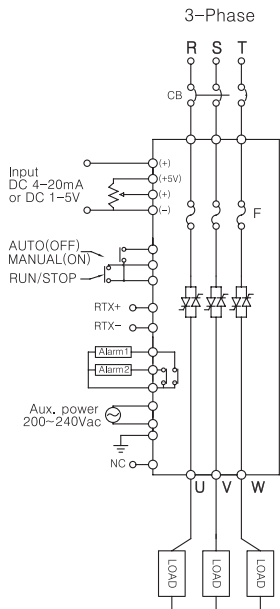 3-Phase
R S T
CB
(+)
(+5V)
Input
DC 4-20mA
or DC 1-5V
(+)
(-)
F
AUTO(OFF)
MANUAL(ON)
RUN/STOP
RTX+
RTX-
Alarm1
Alarm2
Aux. power
200~240Vac
NC
U V W
LOAD LOAD LOAD